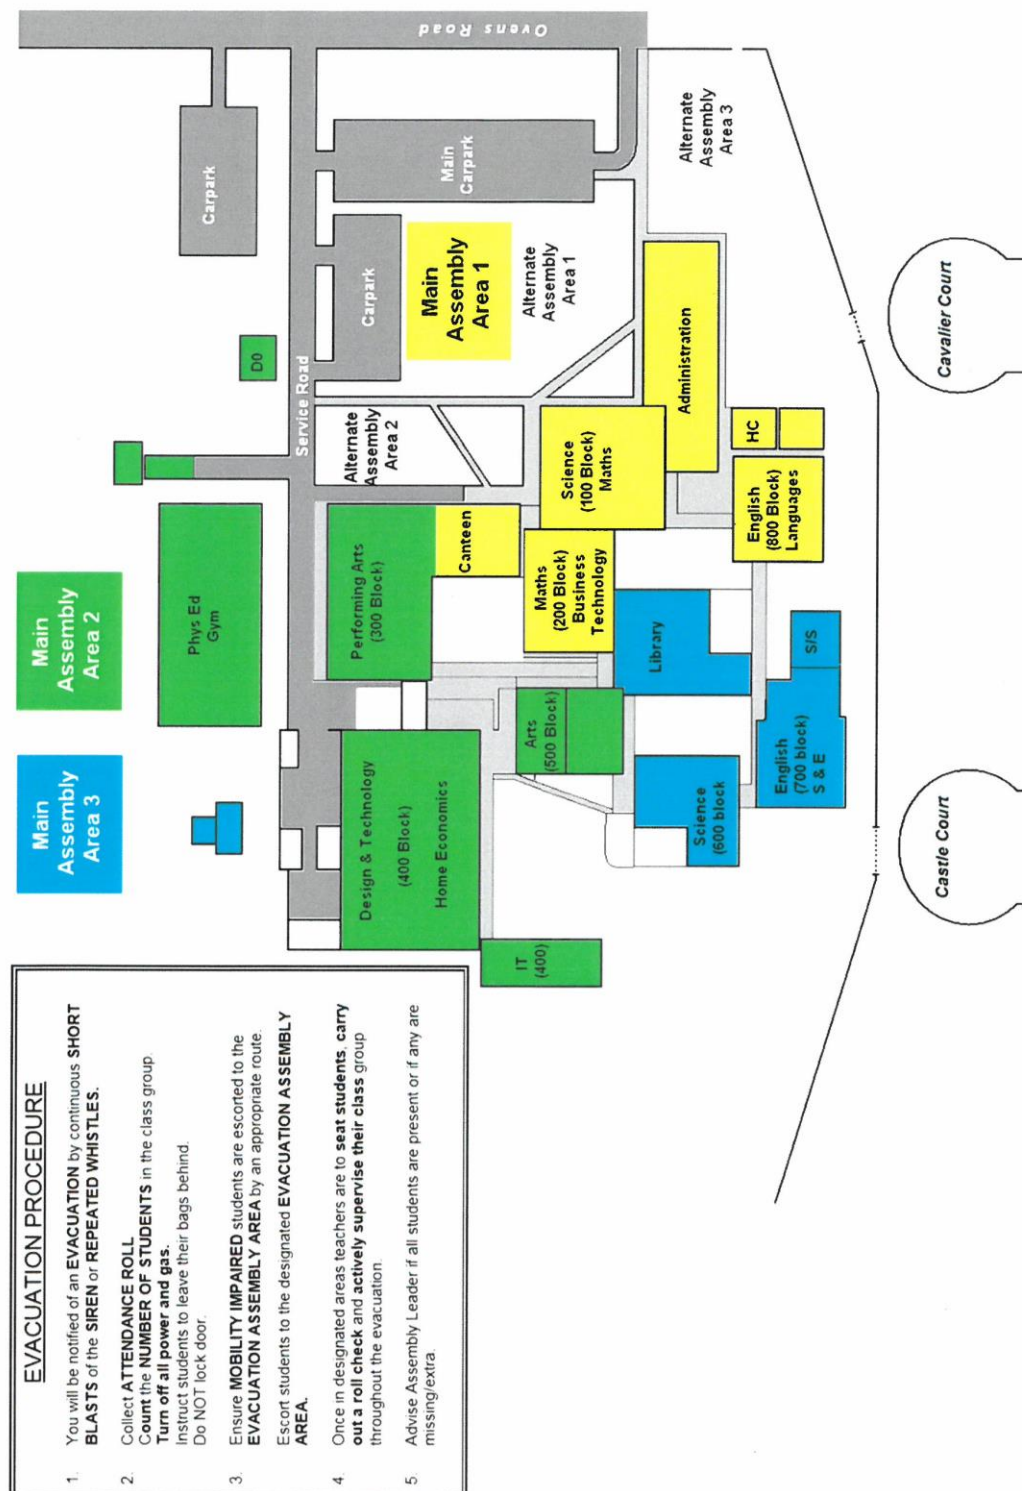 EVACUATION PROCEDURE
1. You will be notified of an EVACUATION by continuous SHORT
BLASTS of the SIREN or REPEATED WHISTLES.
2. Collect ATTENDANCE ROLL
Count the NUMBER OF STUDENTS in the class group.
Turn off all power and gas.
Instruct students to leave their bags behind.
Do NOT lock door.
3. Ensure MOBILITY IMPAIRED students are escorted to the
EVACUATION ASSEMBLY AREA by an appropriate route.
Escort students to the designated EVACUATION ASSEMBLY
AREA.
4. Once in designated areas teachers are to seat students, carry
out a roll check and actively supervise their class group
throughout the evacuation.
5. Advise Assembly Leader if all students are present or if any are
missing/extra.
Main
Assembly
Area 3
Main
Assembly
Area 2
Phys Ed
Gym
D0
Carpark
Service Road
Ovens Road
Design & Technology
(400 Block)
Home Economics
Performing Arts
(300 Block)
Canteen
Alternate
Assembly
Area 2
Carpark
Main
Carpark
Main
Assembly
Area 1
Alternate
Assembly
Area 1
IT
(400)
Arts
(500 Block)
Maths
(200 Block)
Business
Technology
Science
(100 Block)
Maths
Administration
Alternate
Assembly
Area 3
Library
Science
(600 block
English
(700 block)
S & E
S/S
English
(800 Block)
Languages
HC
Castle Court
Cavalier Court